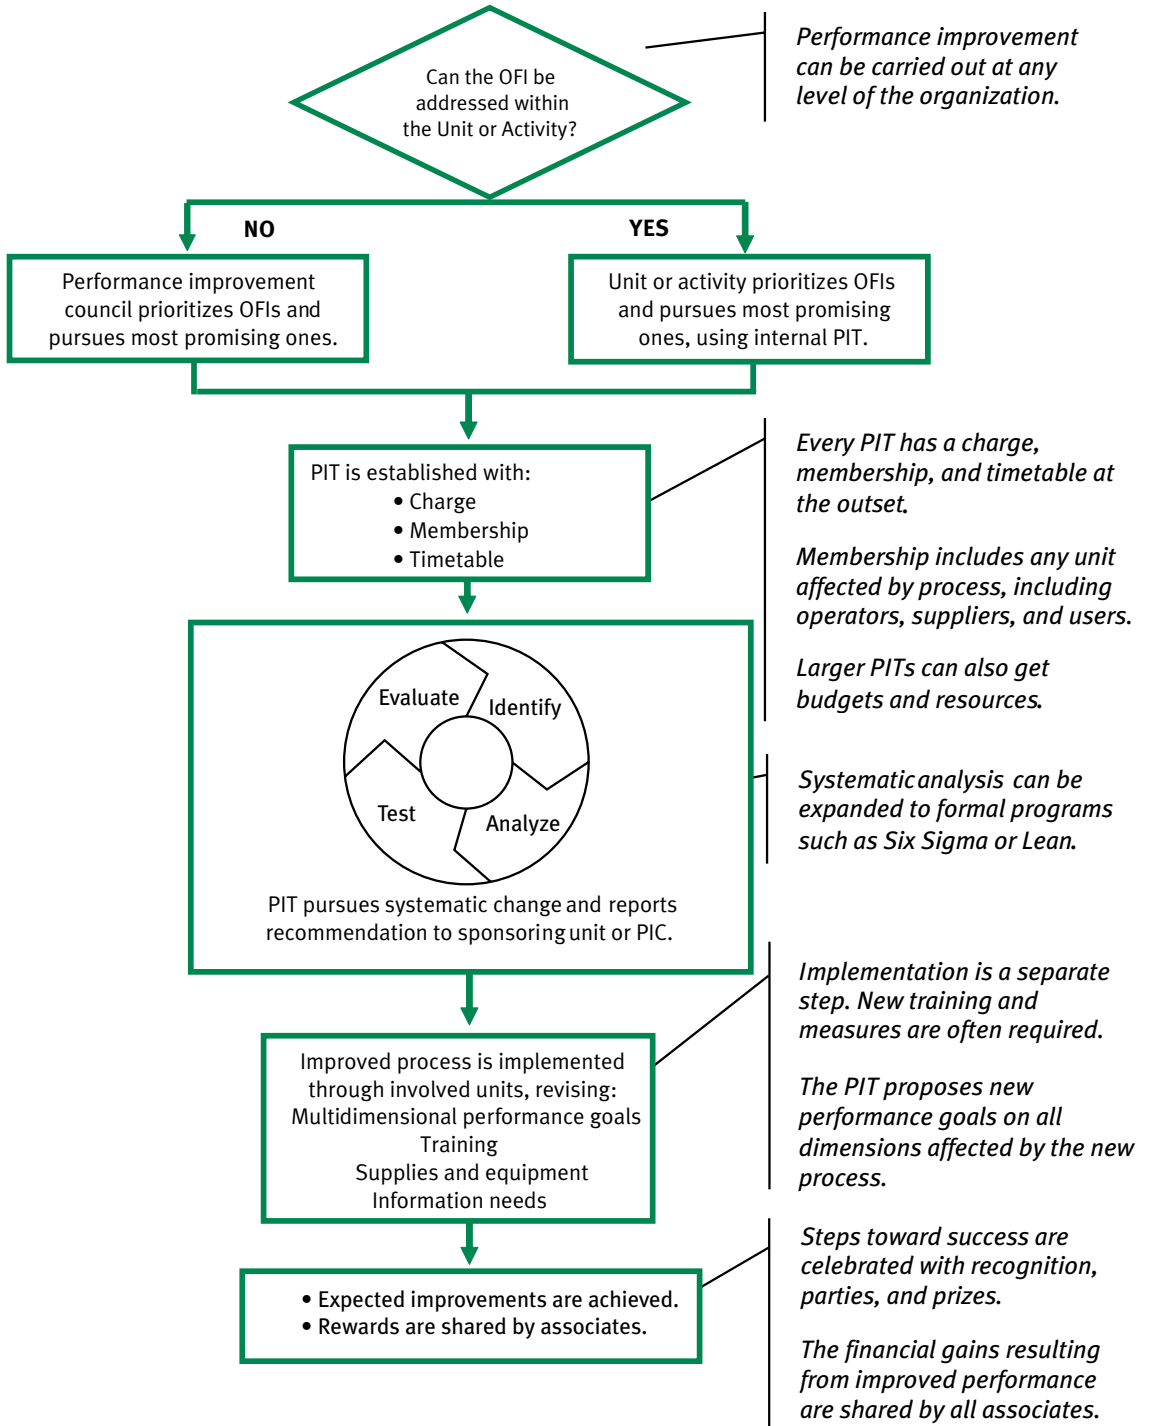 Can the OFI be
addressed within
the Unit or Activity?
Performance improvement
can be carried out at any
level of the organization.
NO
YES
Performance improvement
council prioritizes OFIs and
pursues most promising ones.
Unit or activity prioritizes OFIs
and pursues most promising
ones, using internal PIT.
PIT is established with:
• Charge
• Membership
• Timetable
Every PIT has a charge,
membership, and timetable at
the outset.
Membership includes any unit
affected by process, including
operators, suppliers, and users.
Larger PITs can also get
budgets and resources.
Evaluate
Identify
Test
Analyze
PIT pursues systematic change and reports
recommendation to sponsoring unit or PIC.
Systematic analysis can be
expanded to formal programs
such as Six Sigma or Lean.
Improved process is implemented
through involved units, revising:
Multidimensional performance goals
Training
Supplies and equipment
Information needs
Implementation is a separate
step. New training and
measures are often required.
The PIT proposes new
performance goals on all
dimensions affected by the new
process.
• Expected improvements are achieved.
• Rewards are shared by associates.
Steps toward success are
celebrated with recognition,
parties, and prizes.
The financial gains resulting
from improved performance
are shared by all associates.